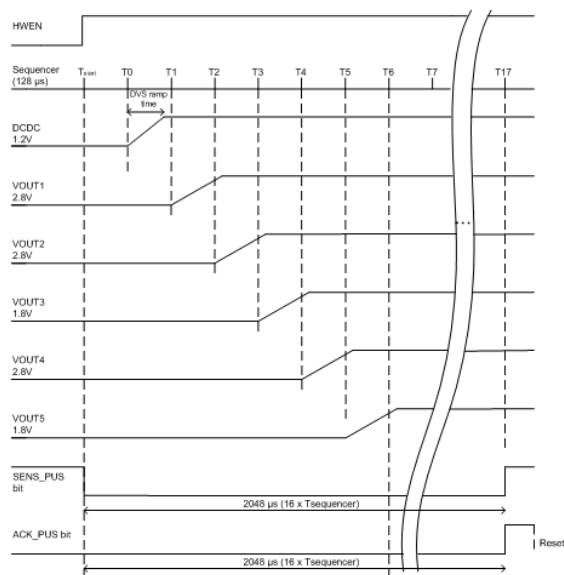 HWEN
Sequencer
(128 µs)
Tstart T0 T1 T2 T3 T4 T5 T6 T7 T17
DVS ramp
time
DCDC
1.2V
VOUT1
2.8V
...
VOUT2
2.8V
VOUT3
1.8V
VOUT4
2.8V
VOUT5
1.8V
SENS_PUS
bit
2048 µs (16 x Tsequencer)
ACK_PUS bit
Reset
2048 µs (16 x Tsequencer)